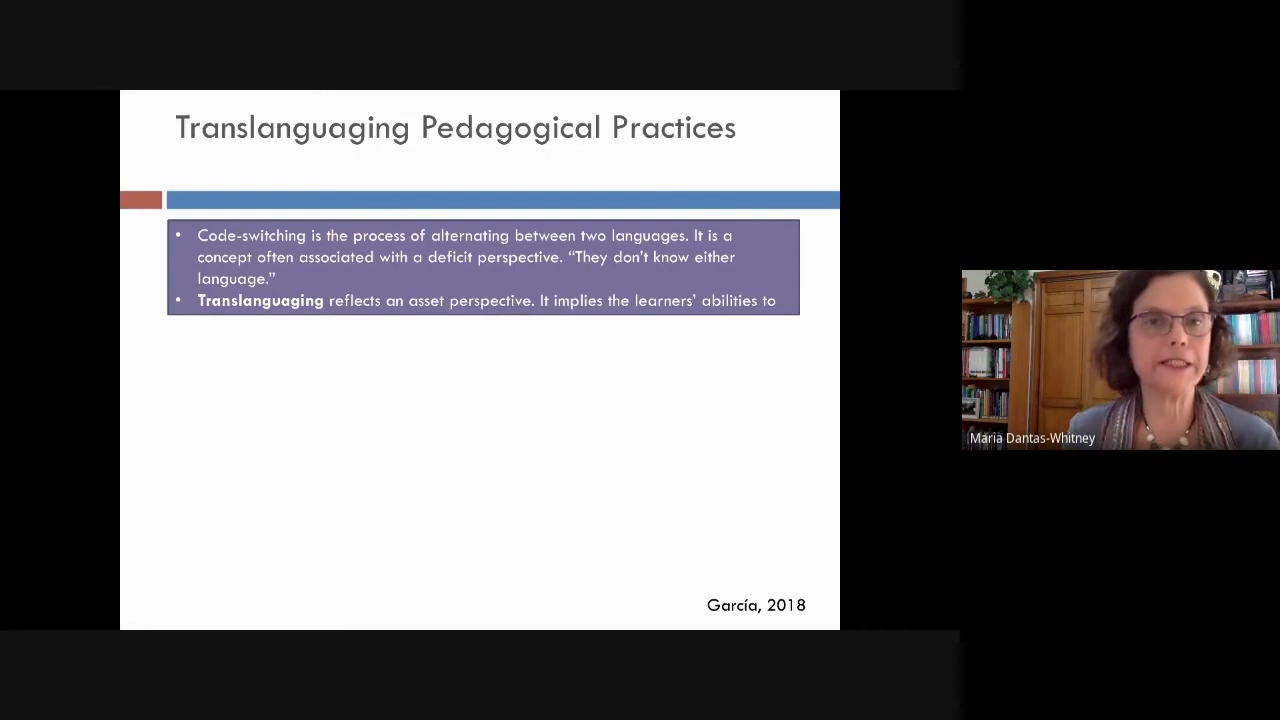 Translanguaging Pedagogical Practices
• Code-switching is the process of alternating between two languages. It is a
concept often associated with a deficit perspective. “They don’t know either
language.”
• Translanguaging reflects an asset perspective. It implies the learners’ abilities to
García, 2018
Maria Dantas-Whitney